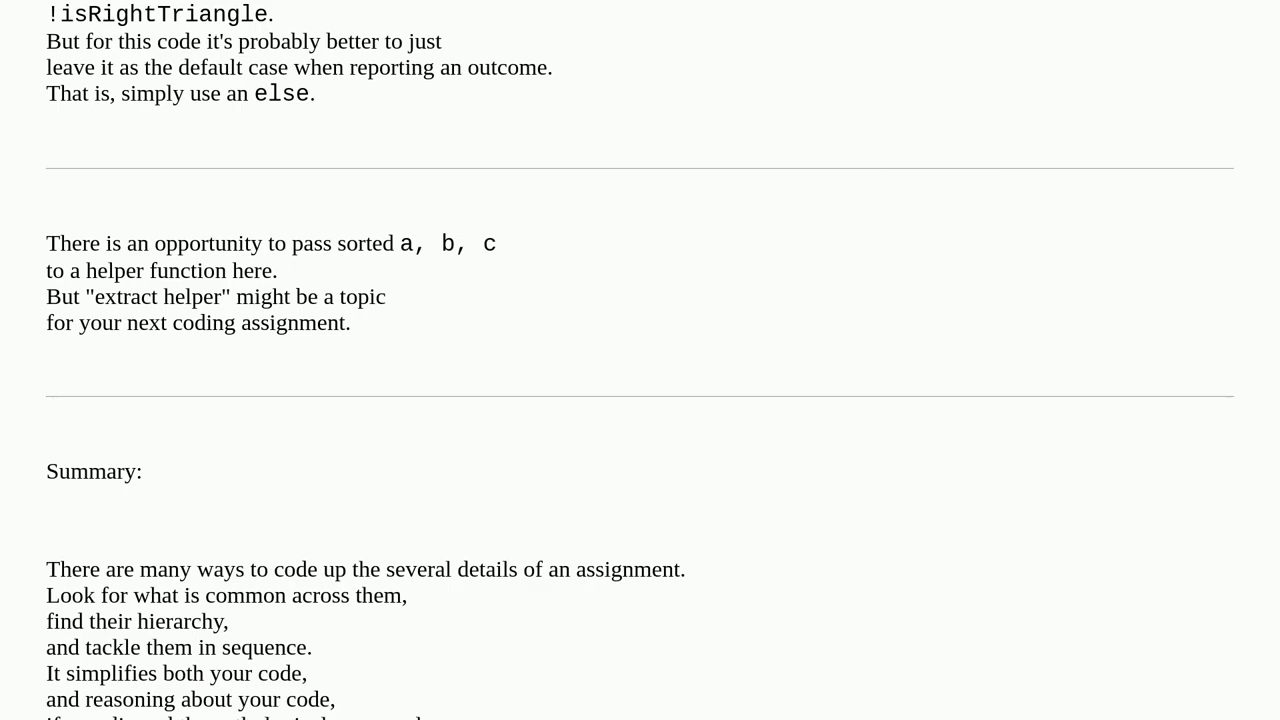 !isRightTriangle.
But for this code it's probably better to just
leave it as the default case when reporting an outcome.
That is, simply use an else.
There is an opportunity to pass sorted a, b, c
to a helper function here.
But "extract helper" might be a topic
for your next coding assignment.
Summary:
There are many ways to code up the several details of an assignment.
Look for what is common across them,
find their hierarchy,
and tackle them in sequence.
It simplifies both your code,
and reasoning about your code,